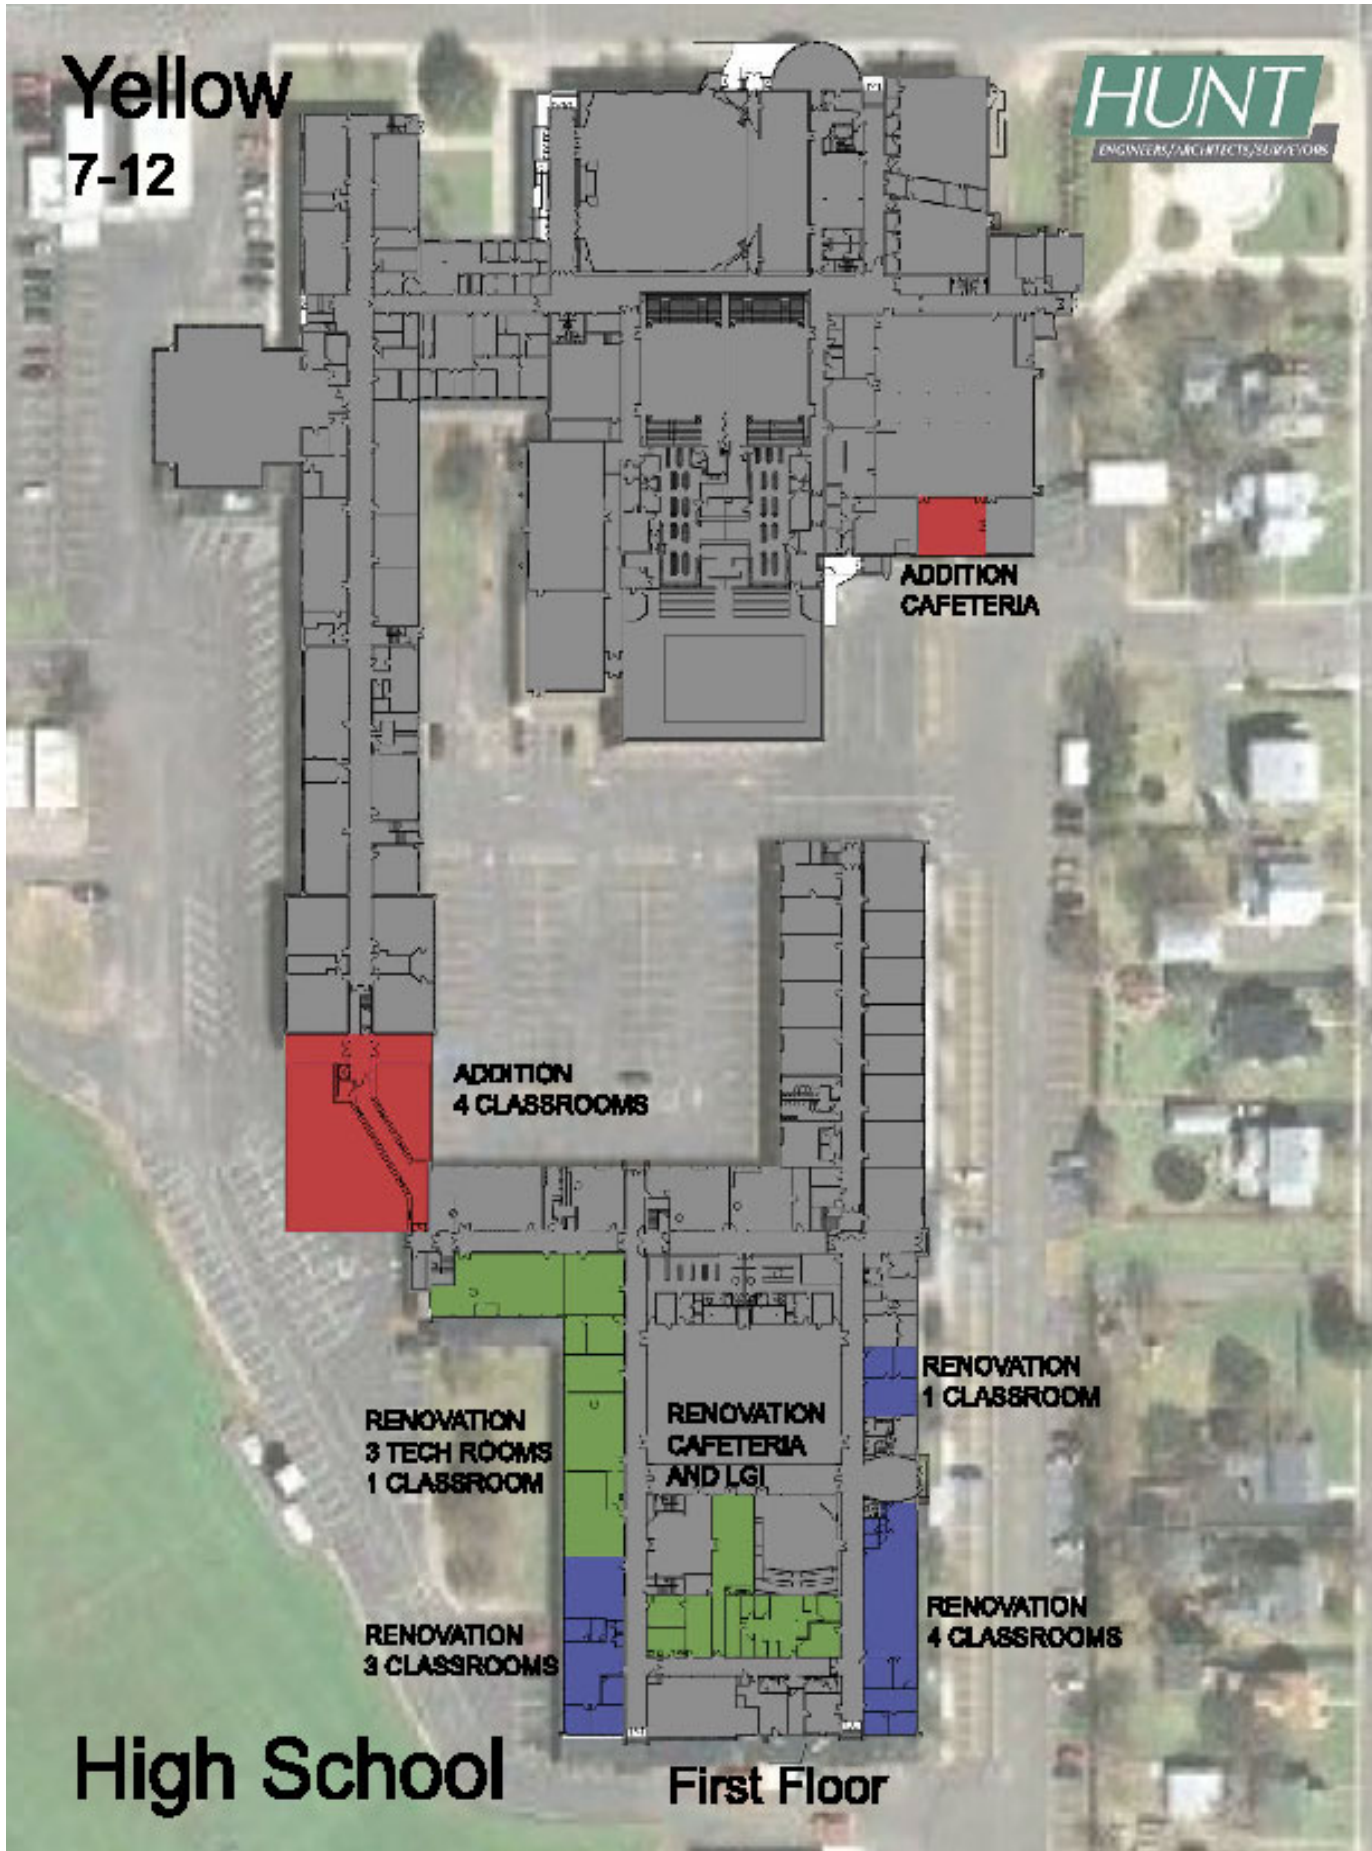 Yellow
7-12
HUNT
ENGINEERS/ARCHITECTS/SURVEYORS
ADDITION
CAFETERIA
ADDITION
4 CLASSROOMS
RENOVATION
1 CLASSROOM
RENOVATION
3 TECH ROOMS
1 CLASSROOM
RENOVATION
CAFETERIA
AND LGI
RENOVATION
4 CLASSROOMS
RENOVATION
3 CLASSROOMS
High School
First Floor